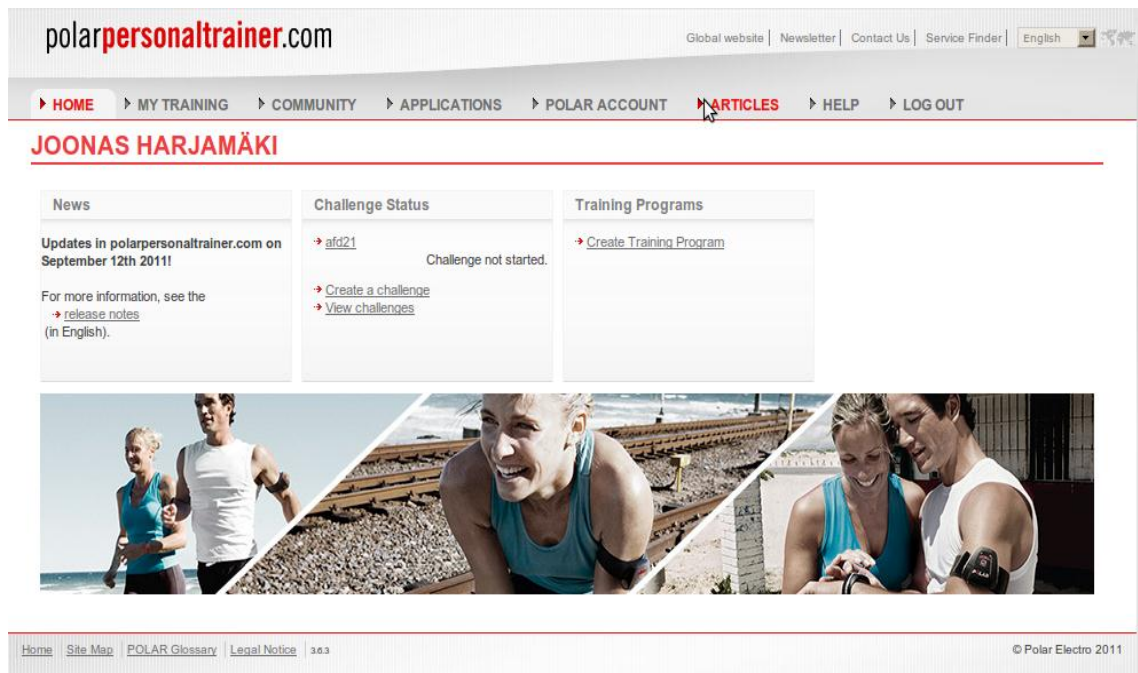 polarpersonaltrainer.com
Global website | Newsletter | Contact Us | Service Finder | English
HOME MY TRAINING COMMUNITY APPLICATIONS POLAR ACCOUNT ARTICLES HELP LOG OUT
JOONAS HARJAMÄKI
News
Updates in polarpersonaltrainer.com on
September 12th 2011!
For more information, see the
release notes
(in English).
Challenge Status
afd21
Challenge not started.
Create a challenge
View challenges
Training Programs
Create Training Program
POLAR
Home | Site Map | POLAR Glossary | Legal Notice | 3.6.3
© Polar Electro 2011